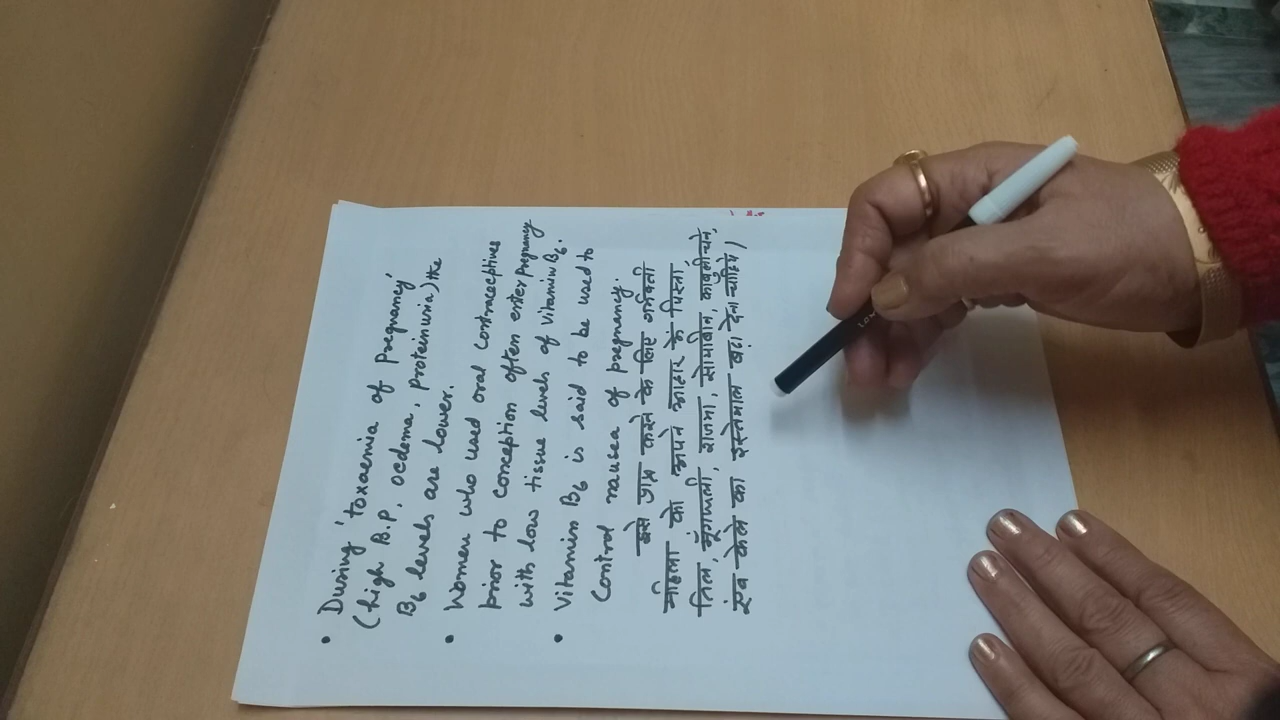 • During 'toxaemia of pregnancy'
(high B.P, oedema, proteinuria) the
B6 levels are lower.
• Women who used oral contraceptives
prior to conception often enter pregnancy
with low tissue levels of vitamin B6.
• Vitamin B6 is said to be used to
Control nausea of pregnancy.
इसे प्राप्त करने के लिए गर्भवती
महिला को अपने आहार के पिस्ता,
तिल, मूँगफली, राजमा, सोयाबीन, काबुली चने,
एवं केले का इस्तेमाल बढ़ा देना चाहिए।